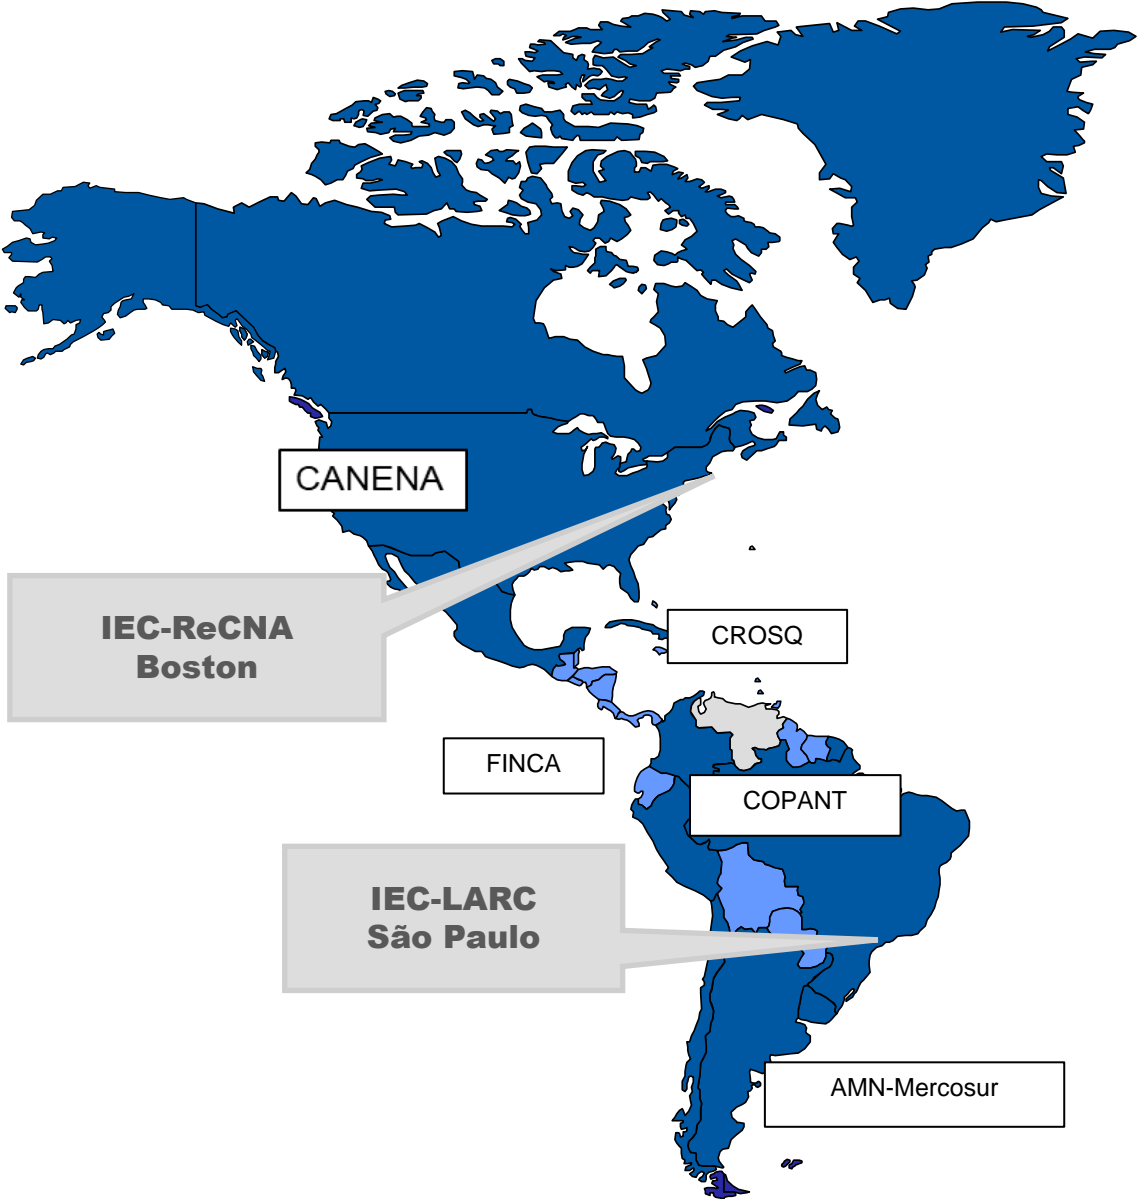 CANENA
IEC-ReCNA
Boston
CROSQ
FINCA
COPANT
IEC-LARC
São Paulo
AMN-Mercosur